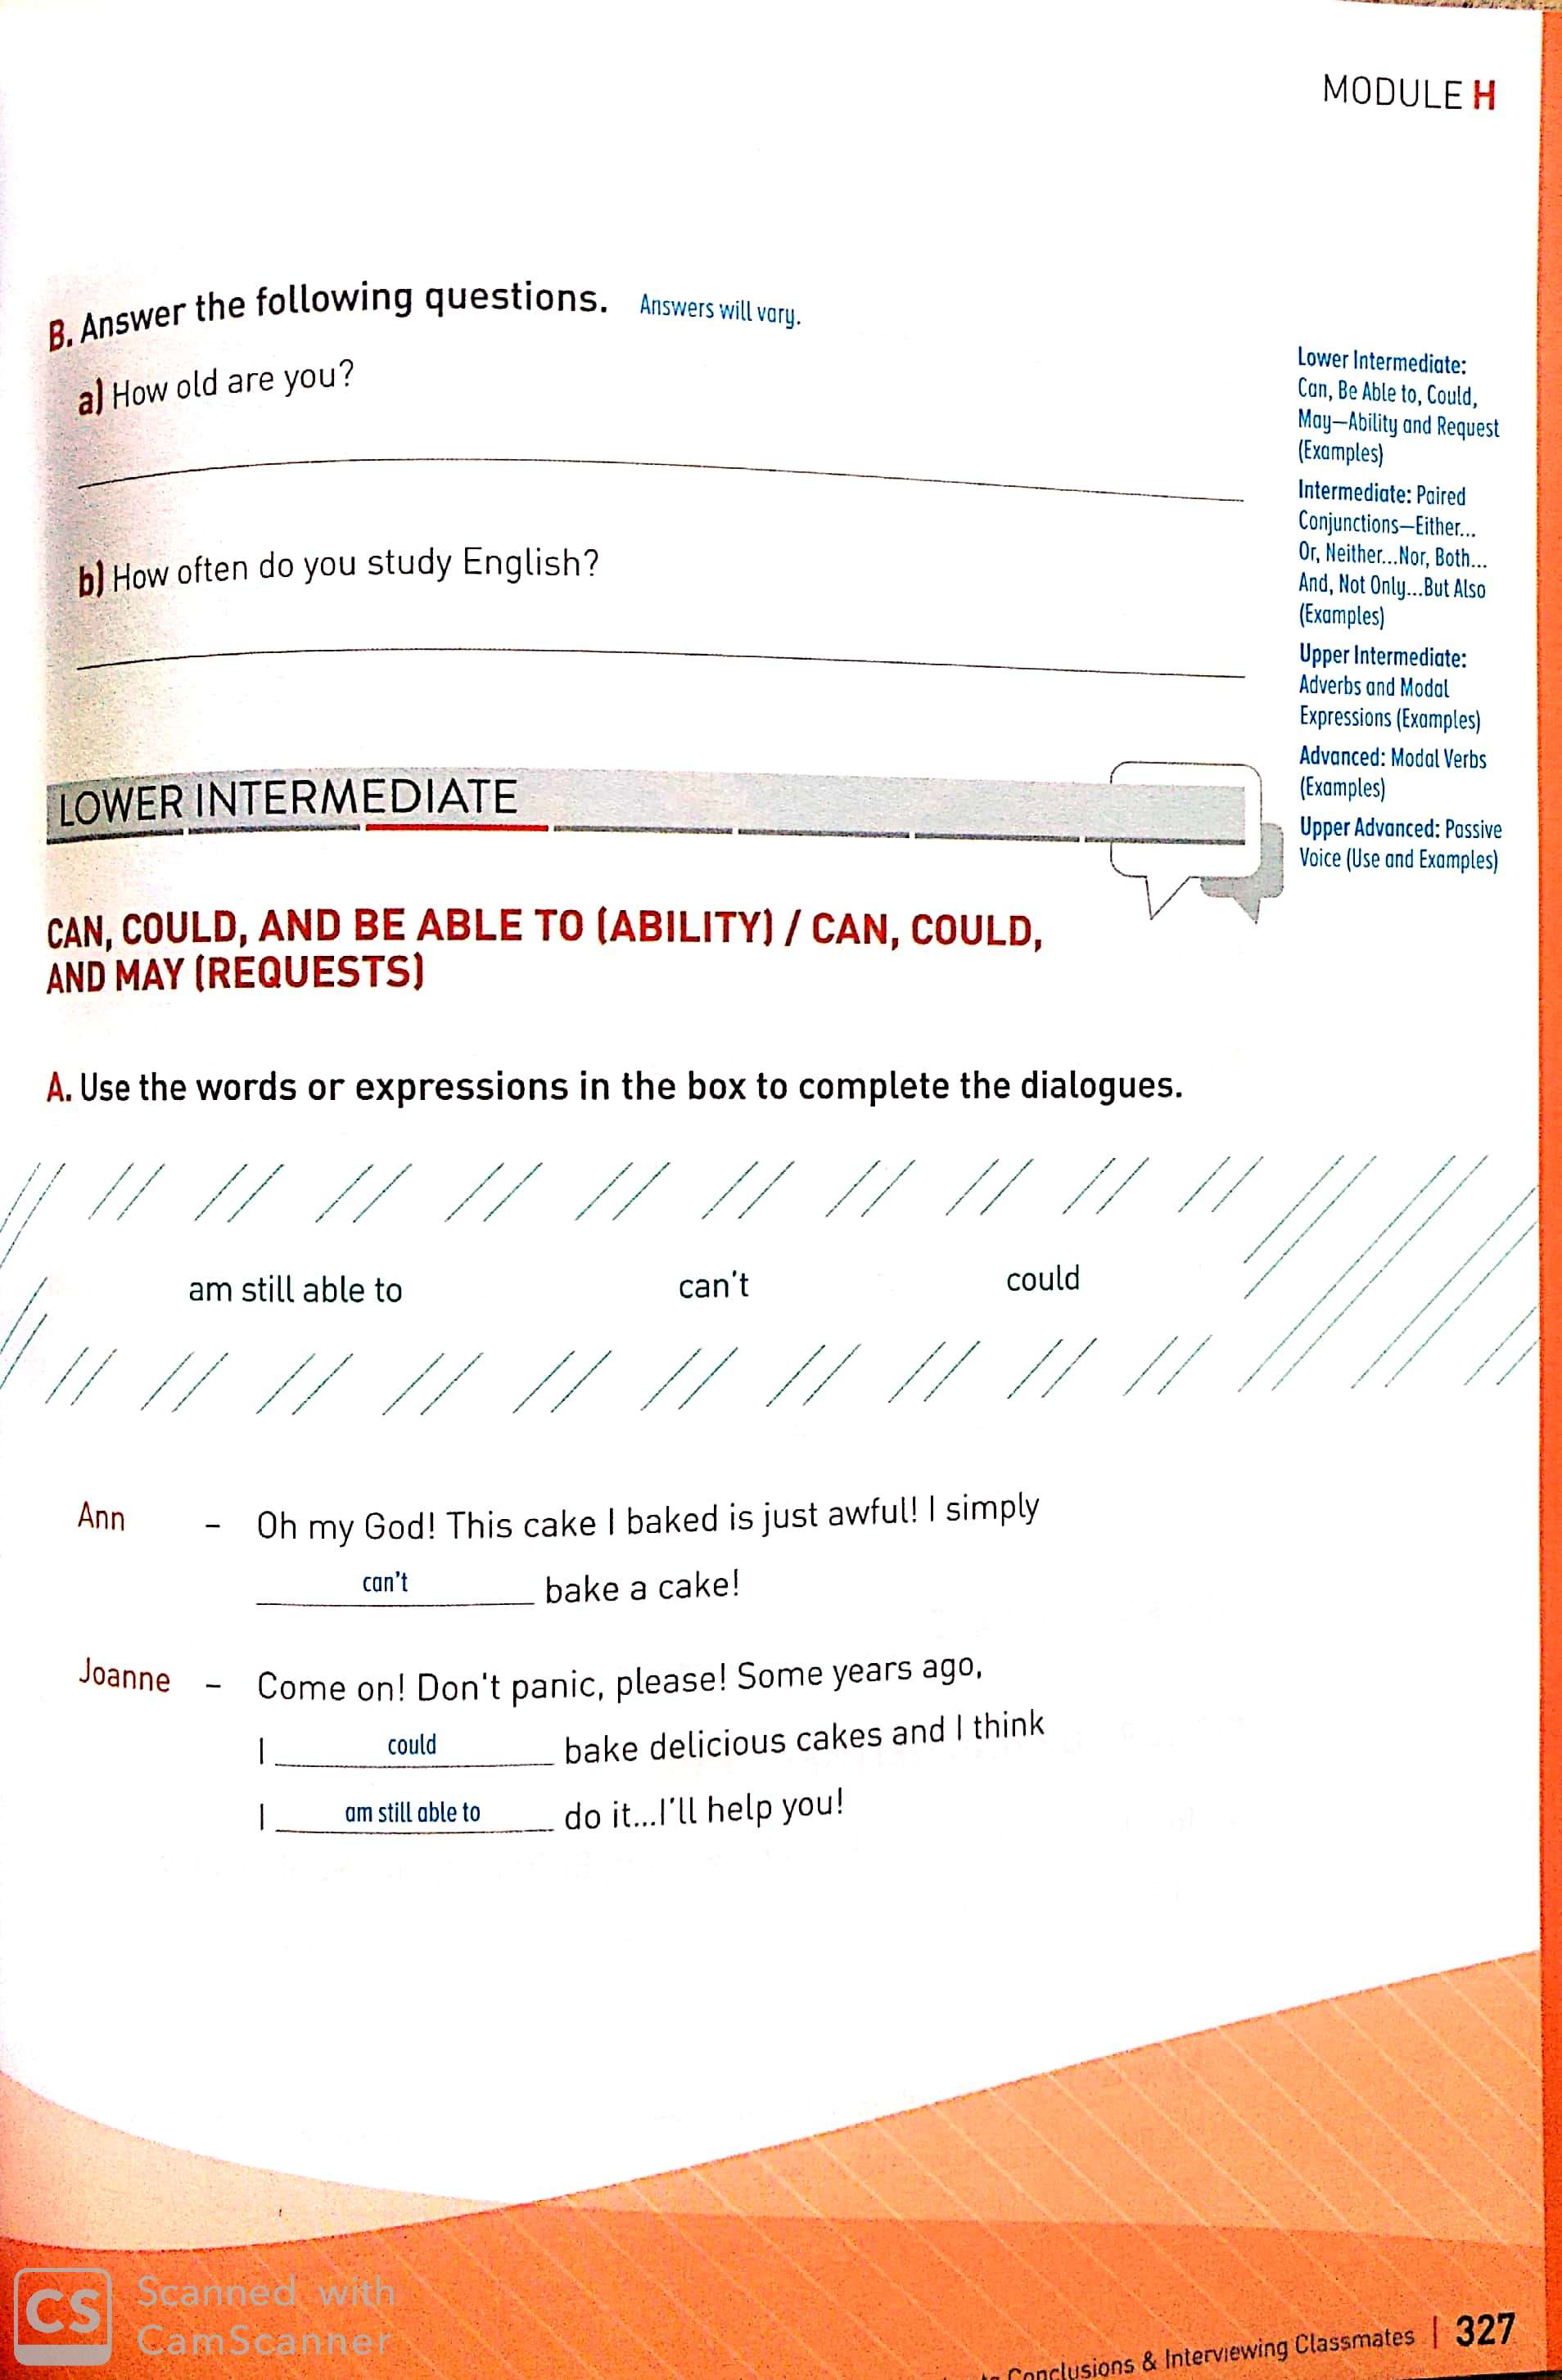 MODULE H
B. Answer the following questions. Answers will vary.
a) How old are you?
b) How often do you study English?
Lower Intermediate:
Can, Be Able to, Could,
May—Ability and Request
(Examples)
Intermediate: Paired
Conjunctions—Either...
Or, Neither...Nor, Both...
And, Not Only...But Also
(Examples)
Upper Intermediate:
Adverbs and Modal
Expressions (Examples)
Advanced: Modal Verbs
(Examples)
Upper Advanced: Passive
Voice (Use and Examples)
LOWER INTERMEDIATE
CAN, COULD, AND BE ABLE TO (ABILITY) / CAN, COULD,
AND MAY (REQUESTS)
A. Use the words or expressions in the box to complete the dialogues.
am still able to can't could
Ann – Oh my God! This cake I baked is just awful! I simply
can't bake a cake!
Joanne – Come on! Don't panic, please! Some years ago,
I could bake delicious cakes and I think
I am still able to do it...I'll help you!
Conclusions & Interviewing Classmates | 327
CS Scanned with
CamScanner